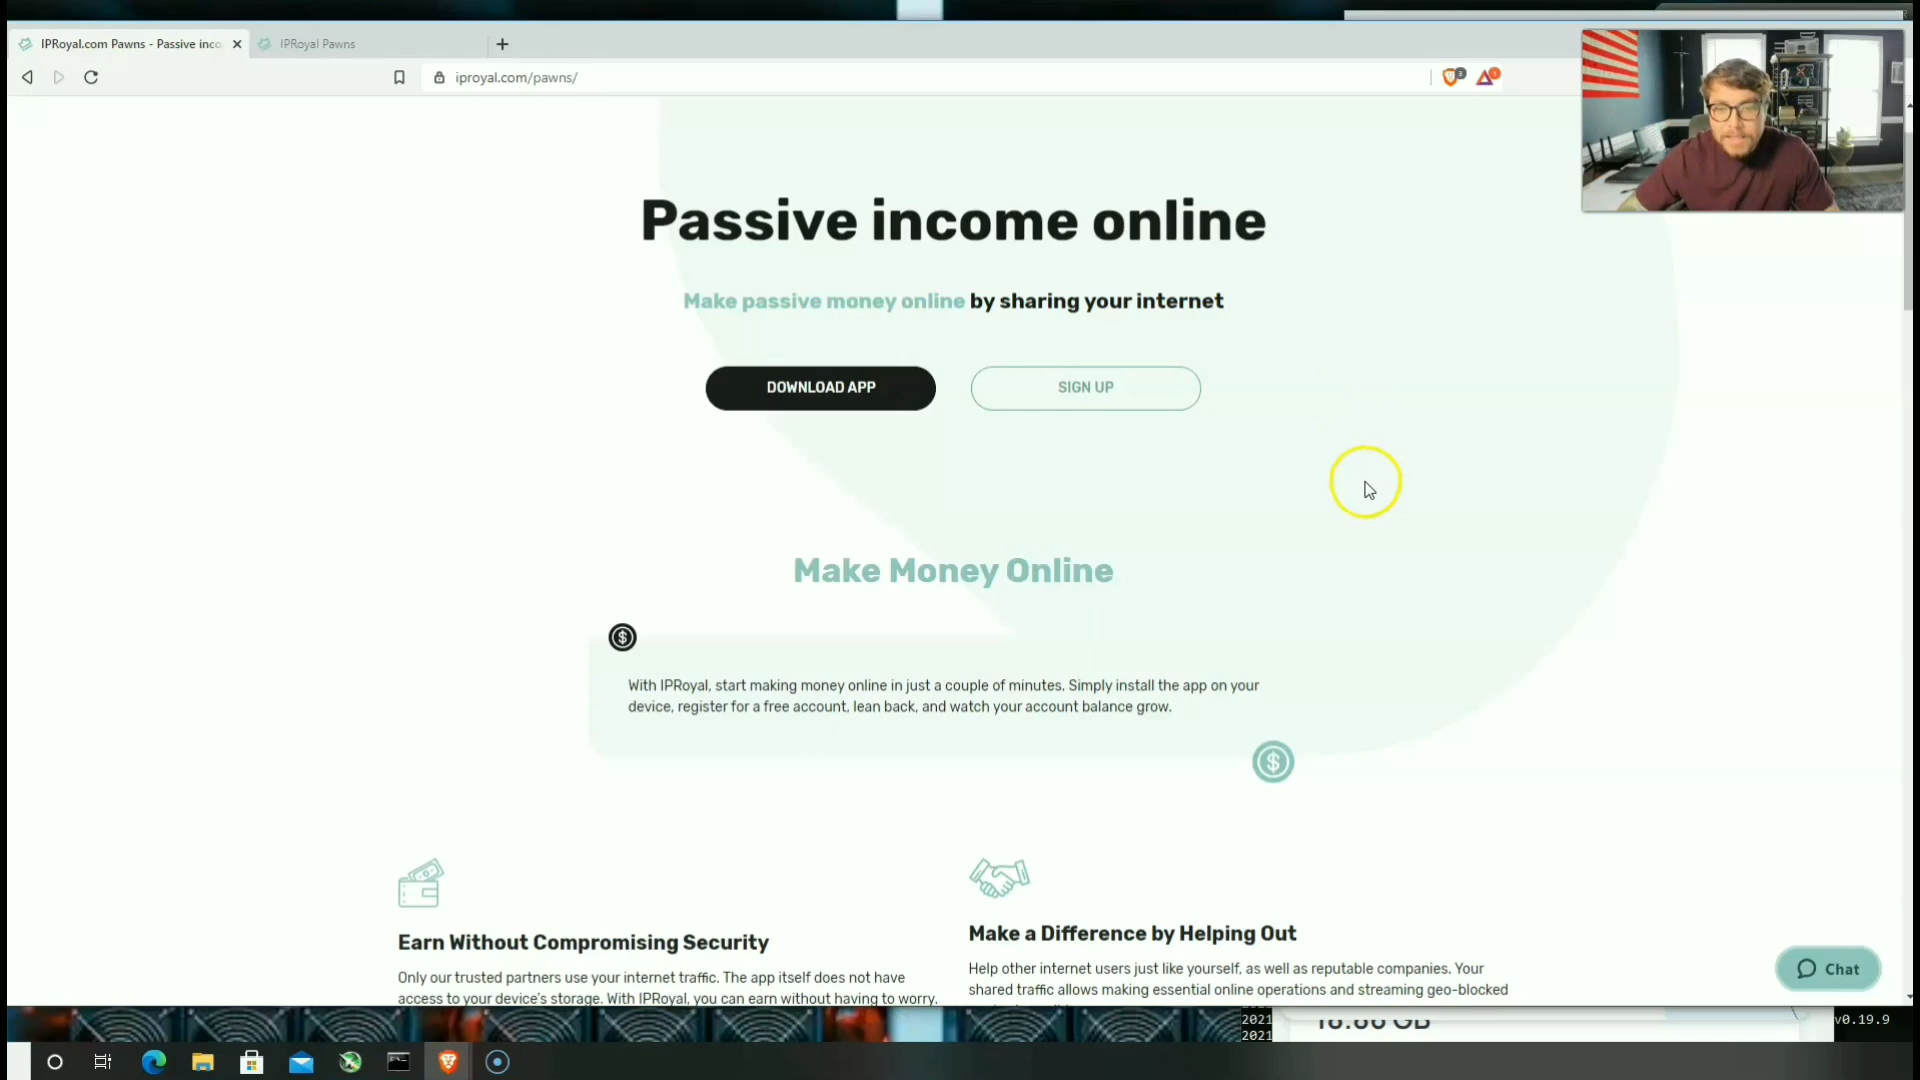 IPRoyal.com Pawns - Passive inco
IPRoyal Pawns
iproyal.com/pawns/
Passive income online
Make passive money online by sharing your internet
DOWNLOAD APP
SIGN UP
Make Money Online
With IPRoyal, start making money online in just a couple of minutes. Simply install the app on your
device, register for a free account, lean back, and watch your account balance grow.
Earn Without Compromising Security
Only our trusted partners use your internet traffic. The app itself does not have
access to your device's storage. With IPRoyal, you can earn without having to worry.
Make a Difference by Helping Out
Help other internet users just like yourself, as well as reputable companies. Your
shared traffic allows making essential online operations and streaming geo-blocked
Chat
2021
2021
v0.19.9